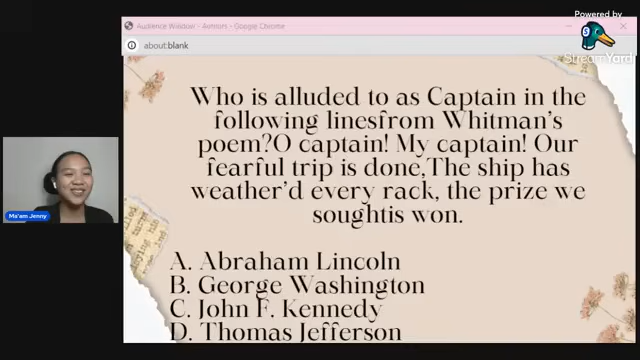 Powered by
StreamYard
Audience Window - Authors - Google Chrome
about:blank
Who is alluded to as Captain in the
following linesfrom Whitman's
poem?O captain! My captain! Our
fearful trip is done,The ship has
weather'd every rack, the prize we
soughtis won.
A. Abraham Lincoln
B. George Washington
C. John F. Kennedy
D. Thomas Jefferson
Ma'am Jenny